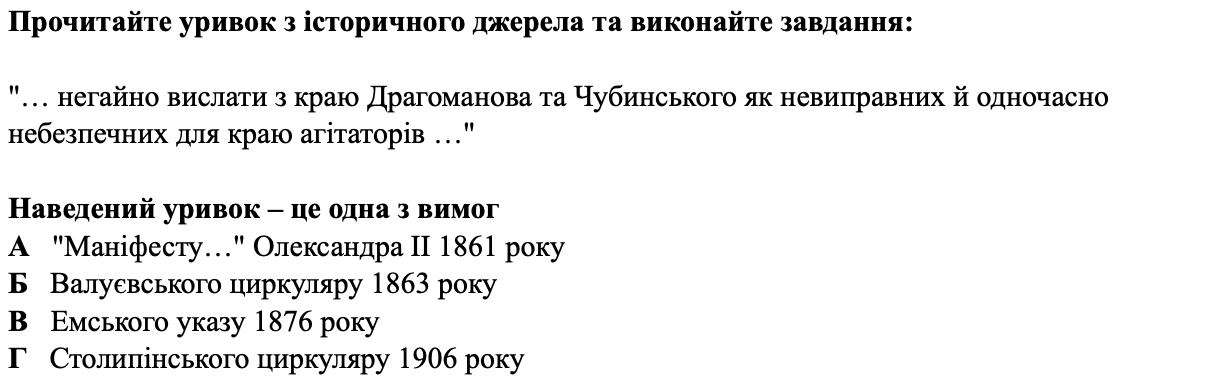 Прочитайте уривок з історичного джерела та виконайте завдання:
"… негайно вислати з краю Драгоманова та Чубинського як невиправних й одночасно
небезпечних для краю агітаторів …"
Наведений уривок – це одна з вимог
А "Маніфесту…" Олександра ІІ 1861 року
Б Валуєвського циркуляру 1863 року
В Емського указу 1876 року
Г Столипінського циркуляру 1906 року